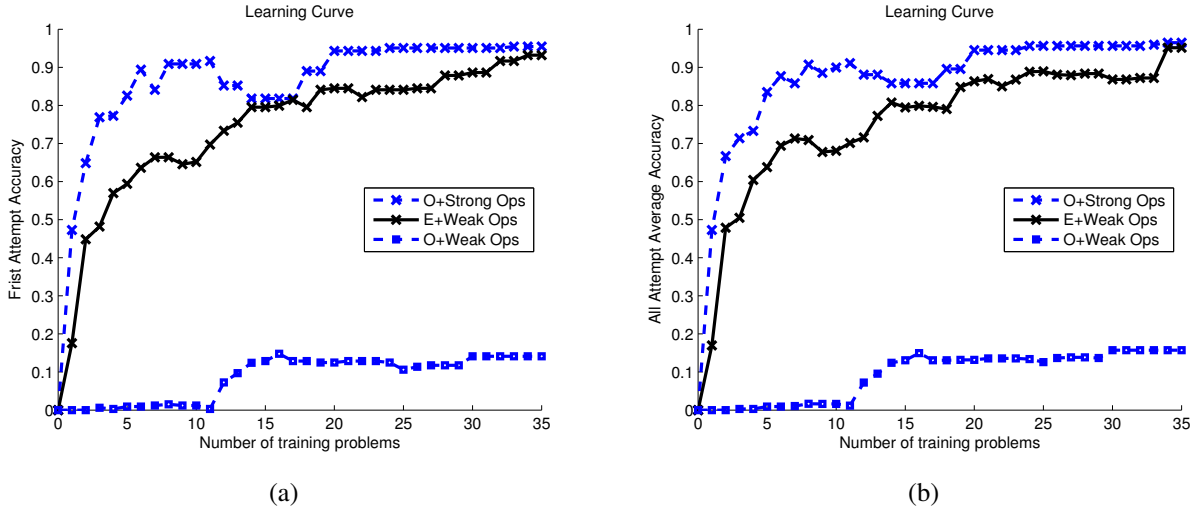 Learning Curve
1
0.9
0.8
0.7
0.6
0.5
0.4
0.3
0.2
0.1
0
Frist Attempt Accuracy
O+Strong Ops
E+Weak Ops
O+Weak Ops
0 5 10 15 20 25 30 35
Number of training problems
(a)
Learning Curve
1
0.9
0.8
0.7
0.6
0.5
0.4
0.3
0.2
0.1
0
All Attempt Average Accuracy
O+Strong Ops
E+Weak Ops
O+Weak Ops
0 5 10 15 20 25 30 35
Number of training problems
(b)